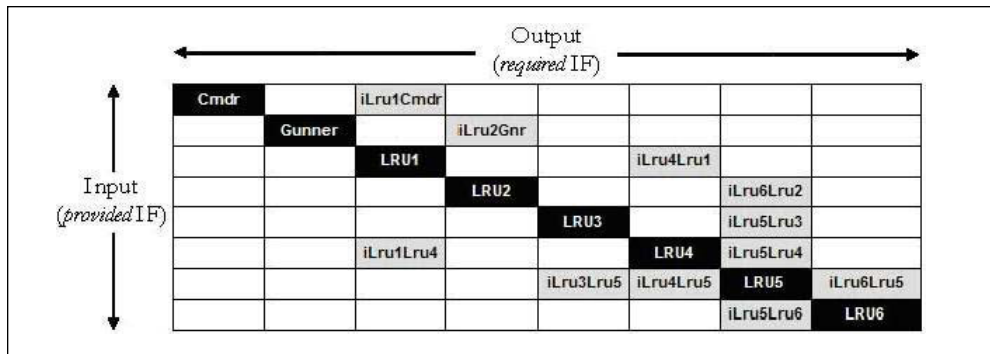 Output
(required IF)
Input
(provided IF)
Cmdr iLru1Cmdr
Gunner iLru2Gnr
LRU1 iLru4Lru1
LRU2 iLru6Lru2
LRU3 iLru5Lru3
iLru1Lru4 LRU4 iLru5Lru4
iLru3Lru5 iLru4Lru5 LRU5 iLru6Lru5
iLru5Lru6 LRU6